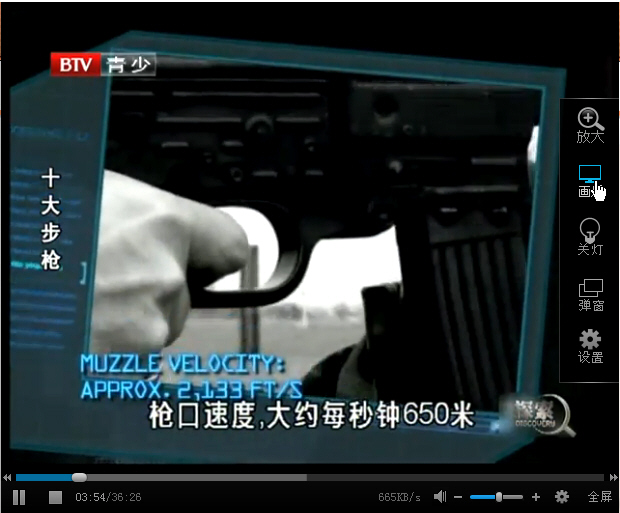 BTV 青少
十大步枪
MUZZLE VELOCITY:
APPROX. 2,133 FT/S
枪口速度,大约每秒钟650米
探索
DISCOVERY
放大
关灯
弹窗
设置
03:54/36:26
665KB/s
全屏